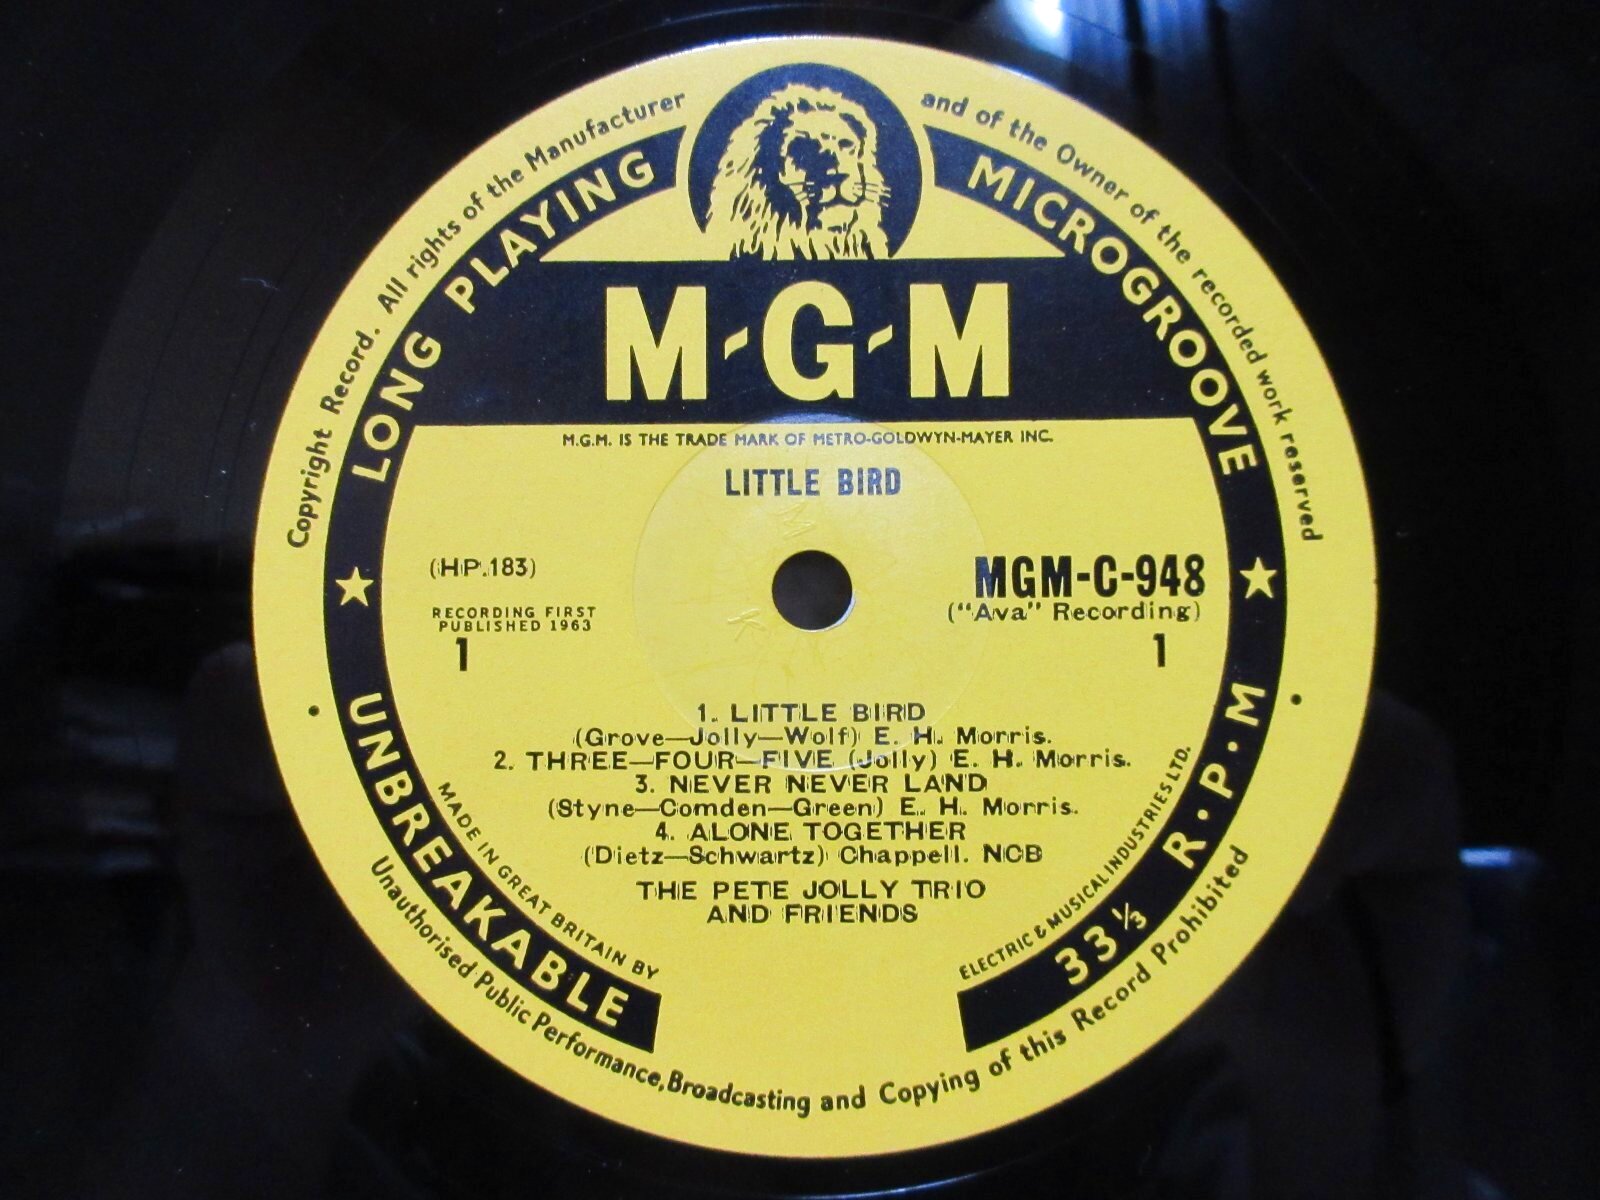 Copyright Record. All rights of the Manufacturer and of the Owner of the recorded work reserved
LONG PLAYING MICROGROOVE
M-G-M
M.G.M. IS THE TRADE MARK OF METRO-GOLDWYN-MAYER INC.
LITTLE BIRD
(HP.183)
MGM-C-948
("Ava" Recording)
RECORDING FIRST
PUBLISHED 1963
1
1
1. LITTLE BIRD
(Grove—Jolly—Wolf) E. H. Morris.
2. THREE—FOUR—FIVE (Jolly) E. H. Morris.
3. NEVER NEVER LAND
(Styne—Comden—Green) E. H. Morris.
4. ALONE TOGETHER
(Dietz—Schwartz) Chappell. NCB
THE PETE JOLLY TRIO
AND FRIENDS
MADE IN GREAT BRITAIN BY ELECTRIC & MUSICAL INDUSTRIES LTD.
UNBREAKABLE
33⅓ R·P·M
Unauthorised Public Performance, Broadcasting and Copying of this Record Prohibited